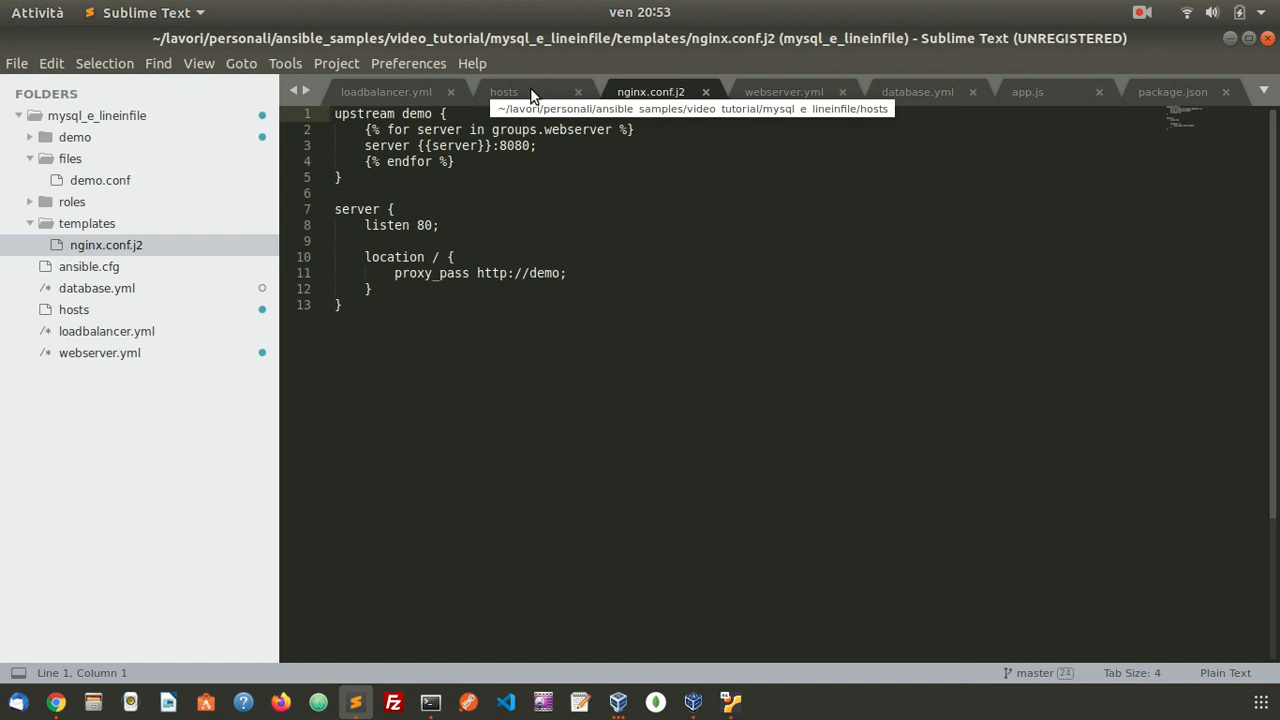 Attività
Sublime Text
ven 20:53
~/lavori/personali/ansible_samples/video_tutorial/mysql_e_lineinfile/templates/nginx.conf.j2 (mysql_e_lineinfile) - Sublime Text (UNREGISTERED)
File Edit Selection Find View Goto Tools Project Preferences Help
FOLDERS
mysql_e_lineinfile
demo
files
demo.conf
roles
templates
nginx.conf.j2
ansible.cfg
/* database.yml
hosts
/* loadbalancer.yml
/* webserver.yml
loadbalancer.yml × hosts × nginx.conf.j2 × webserver.yml × database.yml × app.js × package.json ×
~/lavori/personali/ansible_samples/video_tutorial/mysql_e_lineinfile/hosts
1 upstream demo {
2     {% for server in groups.webserver %}
3     server {{server}}:8080;
4     {% endfor %}
5 }
6
7 server {
8     listen 80;
9
10     location / {
11         proxy_pass http://demo;
12     }
13 }
Line 1, Column 1
master 24
Tab Size: 4
Plain Text